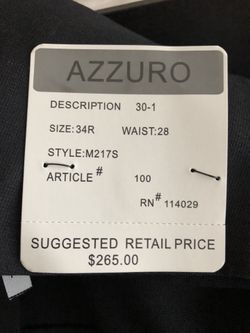 AZZURO
DESCRIPTION 30-1
SIZE:34R WAIST:28
STYLE:M217S
ARTICLE # 100
RN# 114029
SUGGESTED RETAIL PRICE
$265.00